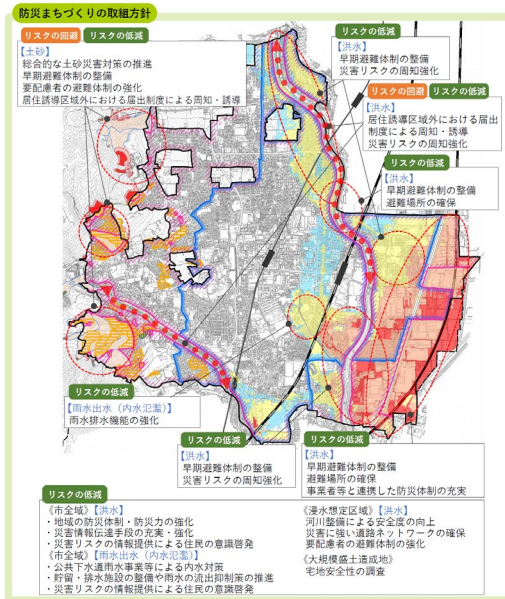 防災まちづくりの取組方針
リスクの回避 リスクの低減
【土砂】
総合的な土砂災害対策の推進
早期避難体制の整備
要配慮者の避難体制の強化
居住誘導区域外における届出制度による周知・誘導
リスクの低減
【洪水】
早期避難体制の整備
災害リスクの周知強化
リスクの回避 リスクの低減
【洪水】
居住誘導区域外における届出
制度による周知・誘導
災害リスクの周知強化
リスクの低減
【洪水】
早期避難体制の整備
避難場所の確保
リスクの低減
【雨水出水（内水氾濫）】
雨水排水機能の強化
リスクの低減
【洪水】
早期避難体制の整備
災害リスクの周知強化
リスクの低減
【洪水】
早期避難体制の整備
避難場所の確保
事業者等と連携した防災体制の充実
リスクの低減
《市全域》【洪水】
・地域の防災体制・防災力の強化
・災害情報伝達手段の充実・強化
・災害リスクの情報提供による住民の意識啓発
《市全域》【雨水出水（内水氾濫）】
・公共下水道雨水事業等による内水対策
・貯留・排水施設の整備や雨水の流出抑制策の推進
・災害リスクの情報提供による住民の意識啓発
《浸水想定区域》【洪水】
河川整備による安全度の向上
災害に強い道路ネットワークの確保
要配慮者の避難体制の強化
《大規模盛土造成地》
宅地安全性の調査